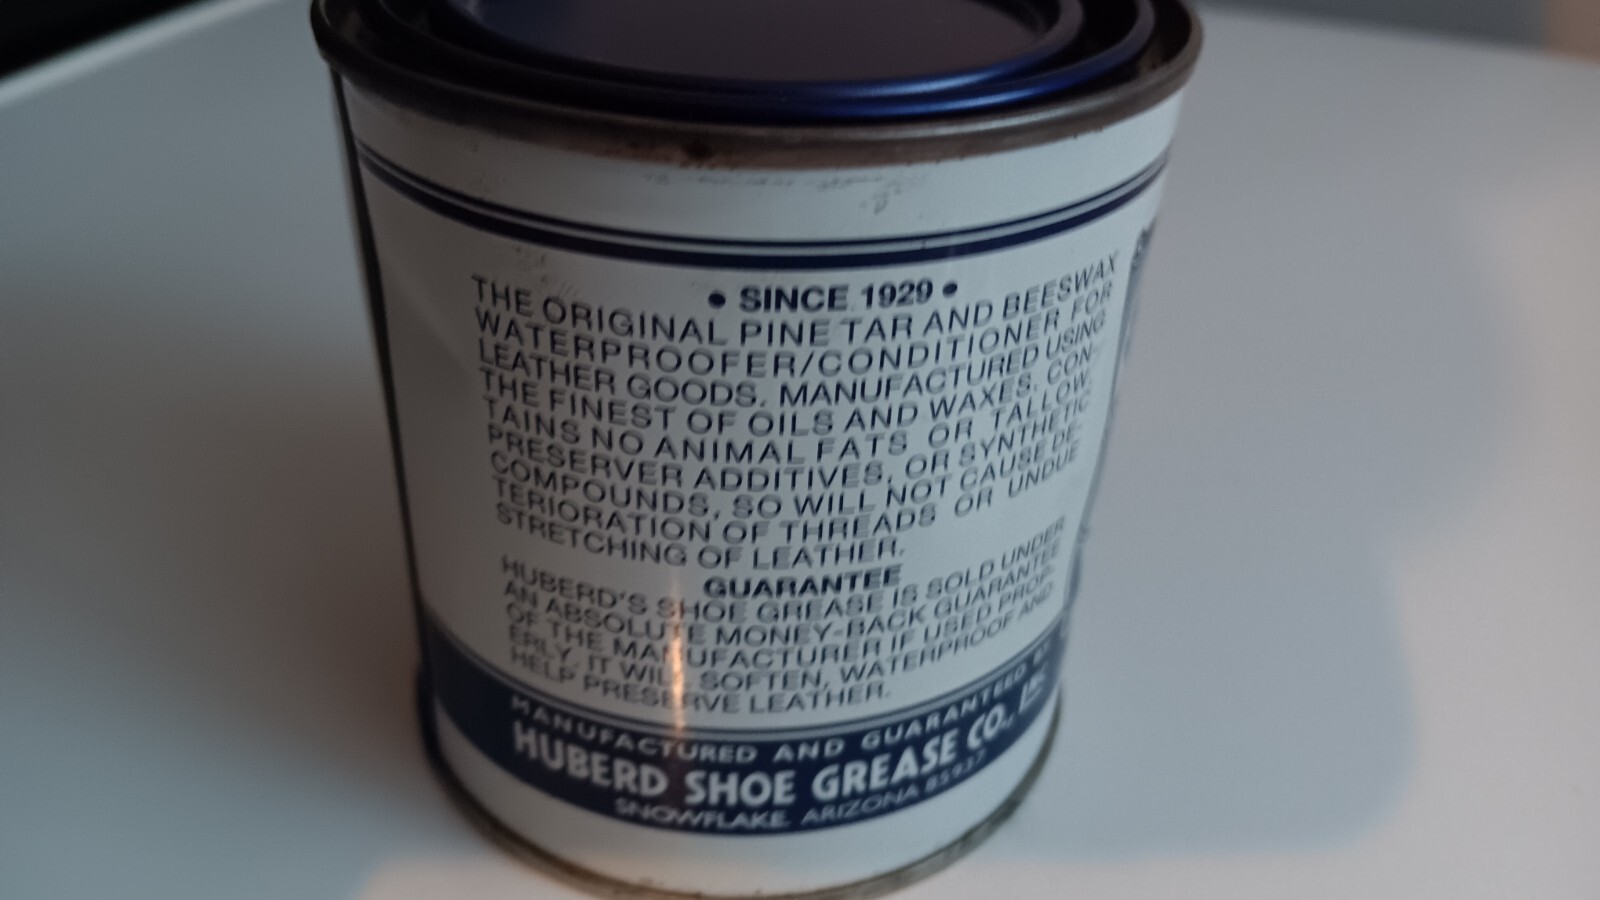 • SINCE 1929 •
THE ORIGINAL PINE TAR AND BEESWAX
WATERPROOFER/CONDITIONER FOR
LEATHER GOODS. MANUFACTURED USING
THE FINEST OF OILS AND WAXES. CON-
TAINS NO ANIMAL FATS OR TALLOW,
PRESERVER ADDITIVES, OR SYNTHETIC
COMPOUNDS, SO WILL NOT CAUSE DE-
TERIORATION OF THREADS OR UNDUE
STRETCHING OF LEATHER.
GUARANTEE
HUBERD'S SHOE GREASE IS SOLD UNDER
AN ABSOLUTE MONEY-BACK GUARANTEE
OF THE MANUFACTURER IF USED PROP-
ERLY. IT WILL SOFTEN, WATERPROOF AND
HELP PRESERVE LEATHER.
MANUFACTURED AND GUARANTEED BY
HUBERD SHOE GREASE CO., INC.
SNOWFLAKE ARIZONA 85937